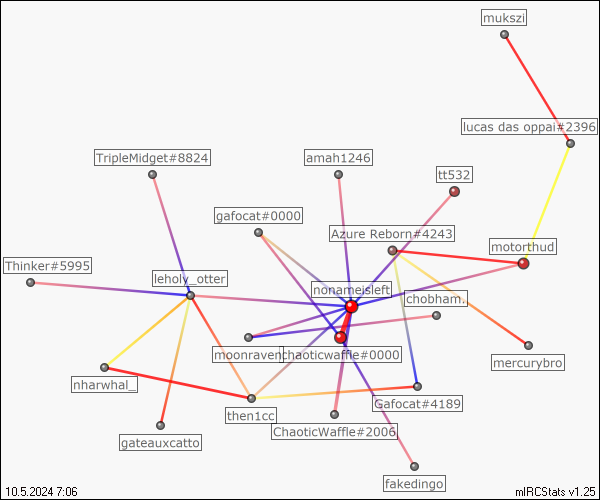 mukszi
lucas das oppai#2396
TripleMidget#8824
amah1246
tt532
gafocat#0000
Azure Reborn#4243
motorthud
Thinker#5995
leholy_otter
nonameisleft
chobham.
moonraven
chaoticwaffle#0000
mercurybro
nharwhal_
Gafocat#4189
then1cc
ChaoticWaffle#2006
gateauxcatto
fakedingo
10.5.2024 7:06
mIRCStats v1.25